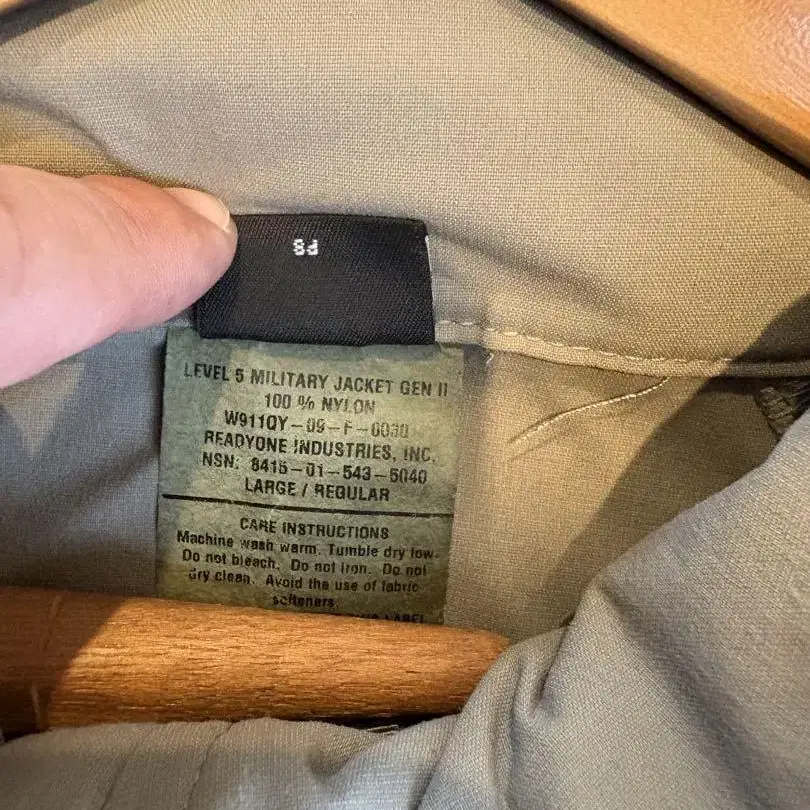 P8
LEVEL 5 MILITARY JACKET GEN II
100 % NYLON
W911QY-09-F-0030
READYONE INDUSTRIES, INC.
NSN: 8415-01-543-5040
LARGE / REGULAR
CARE INSTRUCTIONS
Machine wash warm. Tumble dry low.
Do not bleach. Do not iron. Do not
dry clean. Avoid the use of fabric
softeners.
LABEL